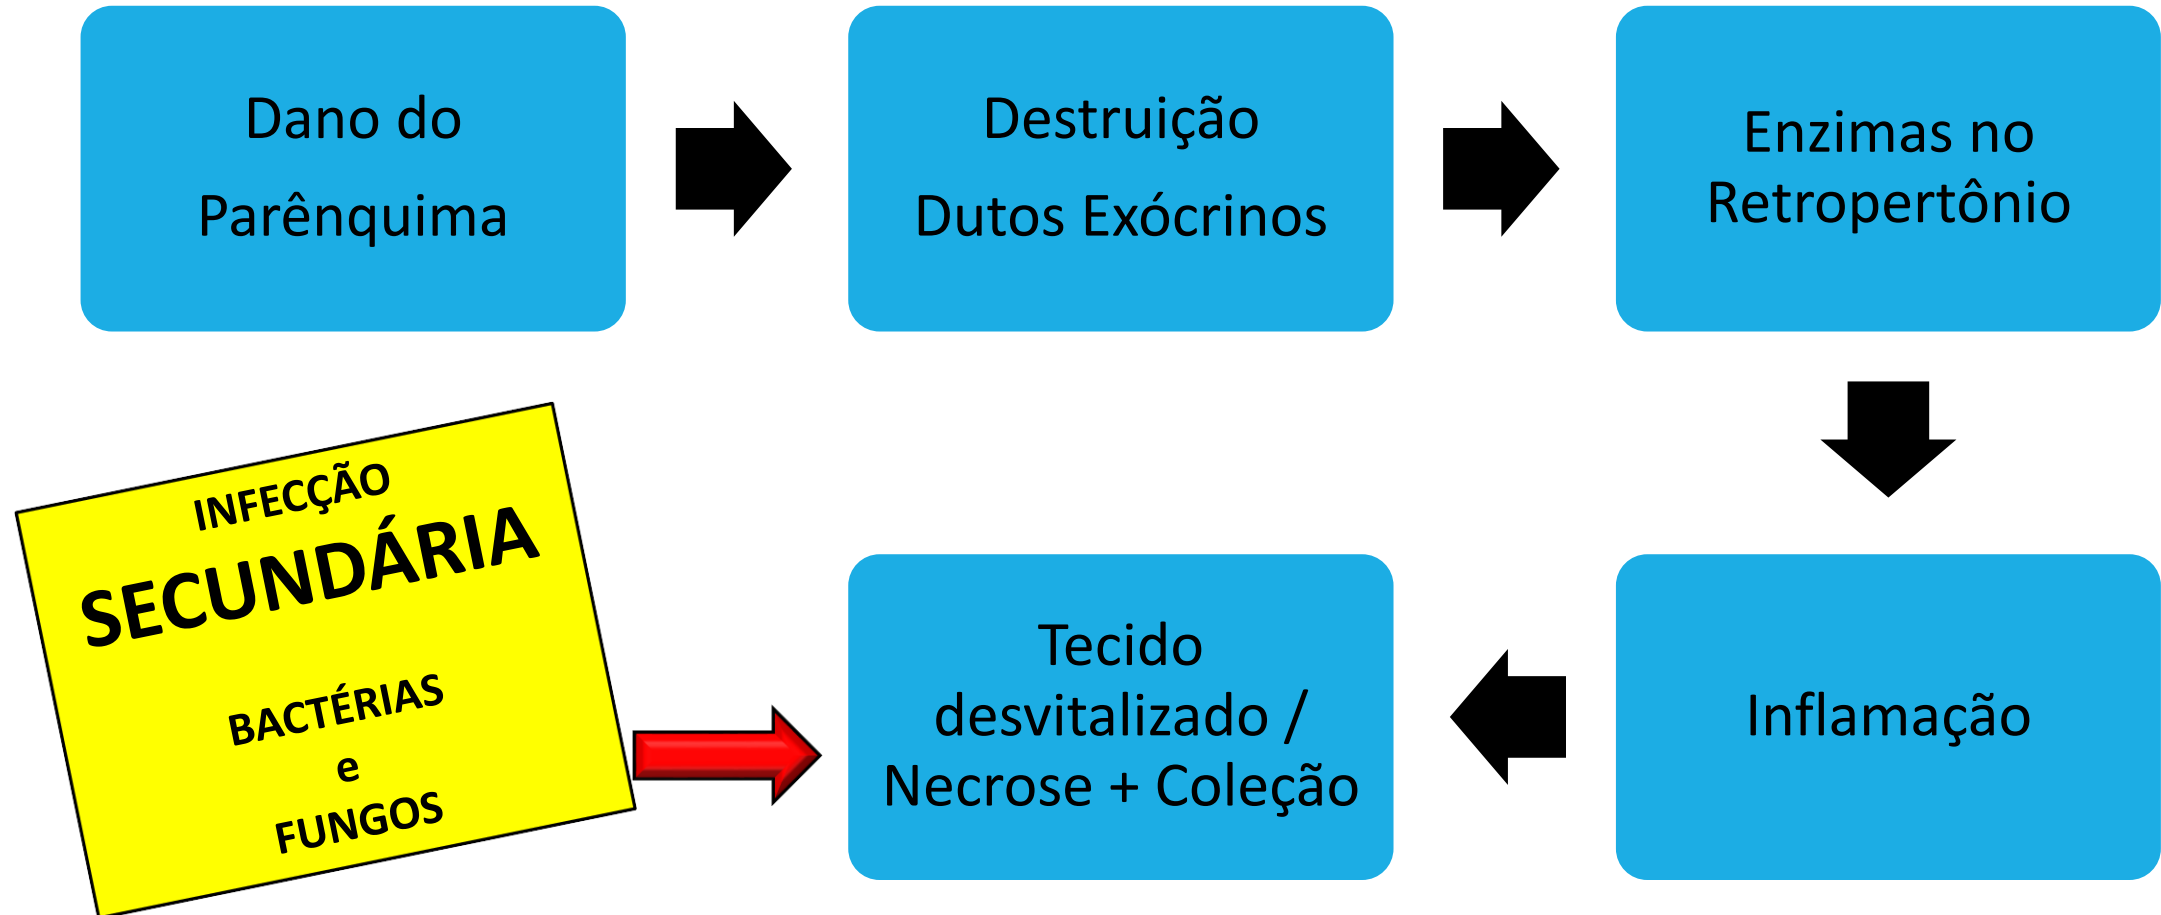 Dano do
Parênquima
Destruição
Dutos Exócrinos
Enzimas no
Retropertônio
Inflamação
Tecido
desvitalizado /
Necrose + Coleção
INFECÇÃO
SECUNDÁRIA
BACTÉRIAS
e
FUNGOS